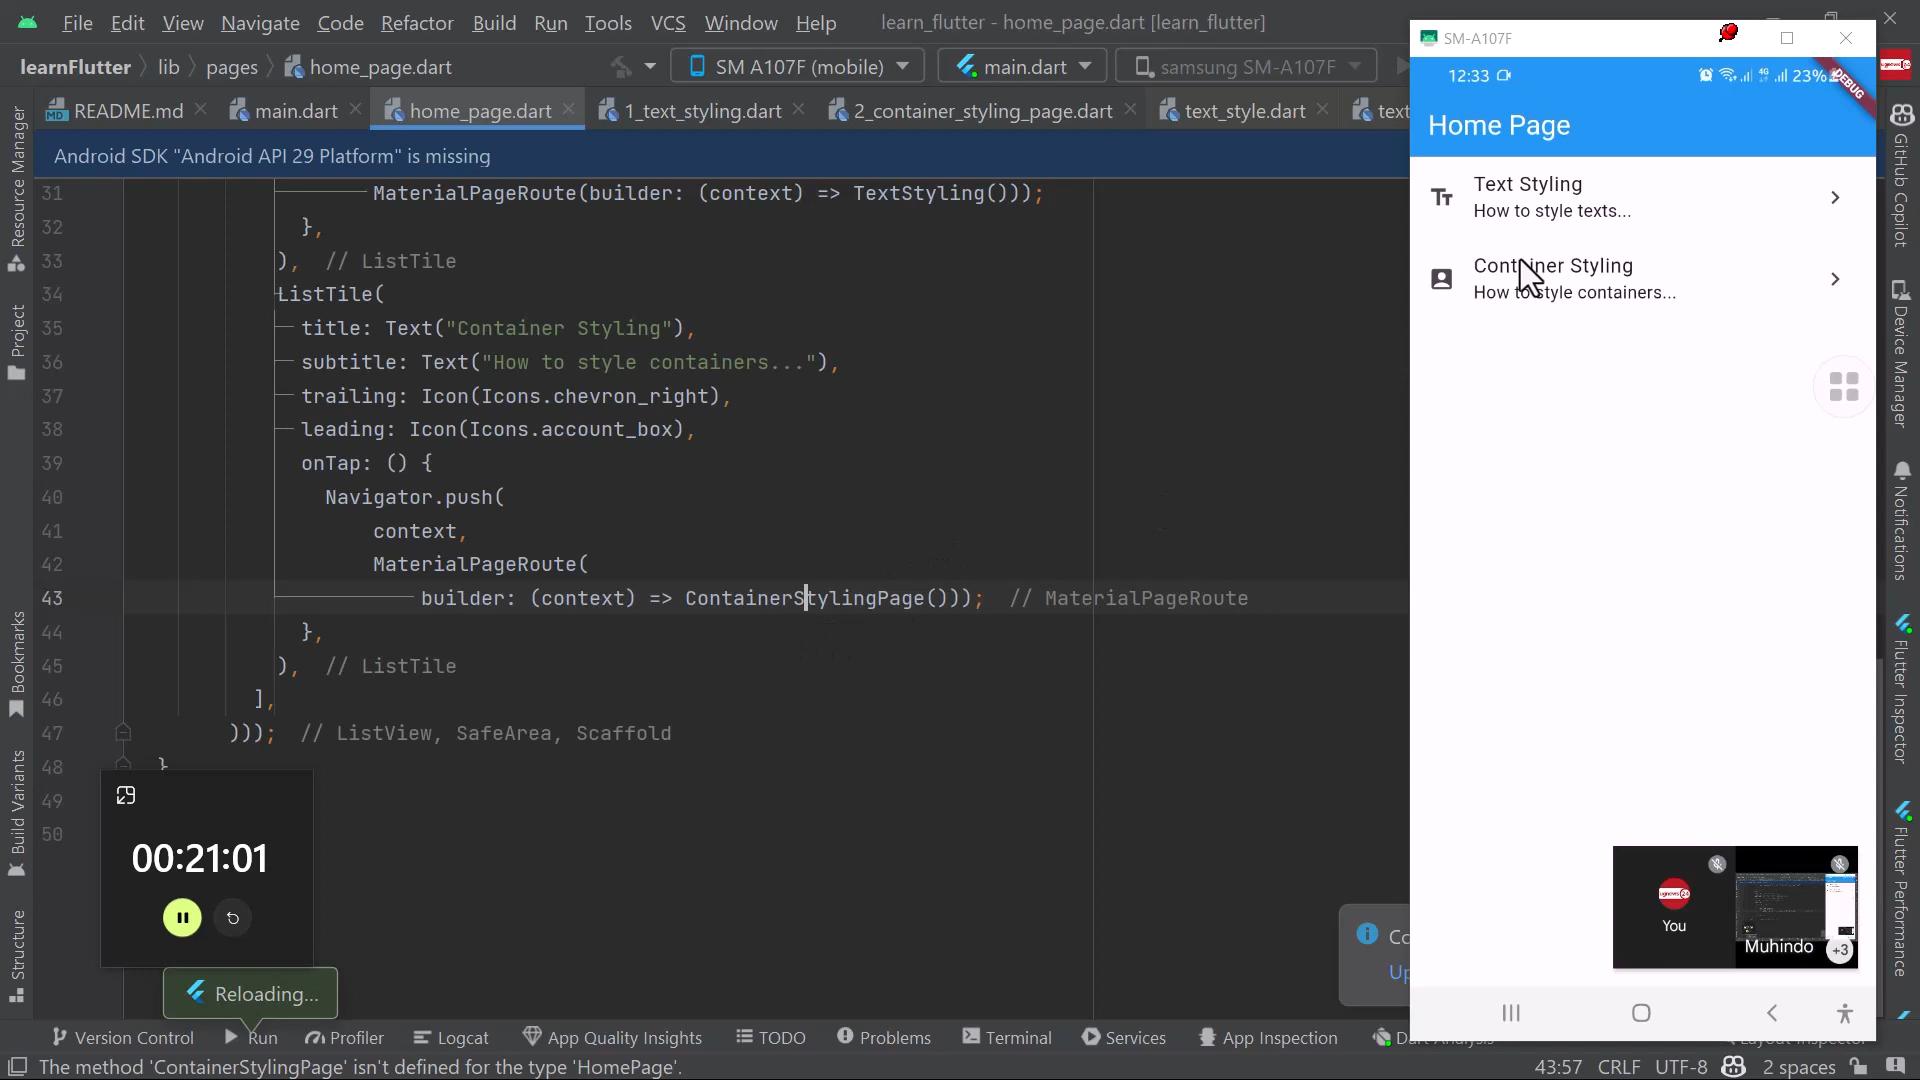 File Edit View Navigate Code Refactor Build Run Tools VCS Window Help learn_flutter - home_page.dart [learn_flutter]
learnFlutter lib pages home_page.dart SM A107F (mobile) main.dart samsung SM-A107F
README.md main.dart home_page.dart 1_text_styling.dart 2_container_styling_page.dart text_style.dart text
Android SDK "Android API 29 Platform" is missing
31 MaterialPageRoute(builder: (context) => TextStyling()));
32 },
33 ), // ListTile
34 ListTile(
35 title: Text("Container Styling"),
36 subtitle: Text("How to style containers..."),
37 trailing: Icon(Icons.chevron_right),
38 leading: Icon(Icons.account_box),
39 onTap: () {
40 Navigator.push(
41 context,
42 MaterialPageRoute(
43 builder: (context) => ContainerStylingPage())); // MaterialPageRoute
44 },
45 ), // ListTile
46 ],
47 ))); // ListView, SafeArea, Scaffold
48 }
49
50
00:21:01
Reloading...
Version Control Run Profiler Logcat App Quality Insights TODO Problems Terminal Services App Inspection
The method 'ContainerStylingPage' isn't defined for the type 'HomePage'.
43:57 CRLF UTF-8 2 spaces
Resource Manager
Project
Bookmarks
Build Variants
Structure
SM-A107F
12:33 4G 23%
DEBUG
Home Page
Text Styling
How to style texts...
Container Styling
How to style containers...
ugnews24
You
Muhindo
+3
GitHub Copilot
Device Manager
Notifications
Flutter Inspector
Flutter Performance